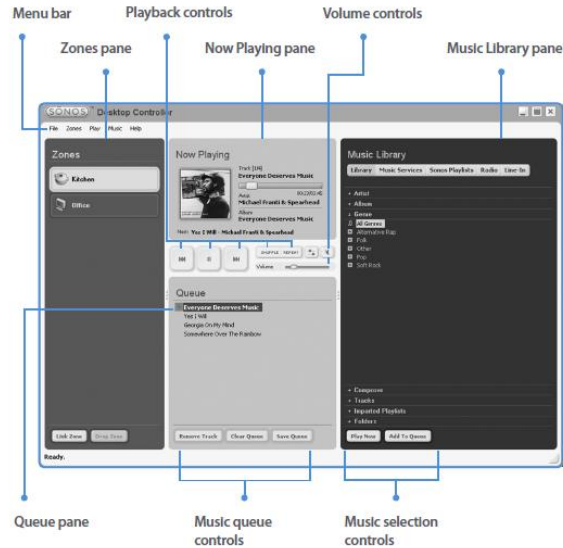 Menu bar
Playback controls
Volume controls
Zones pane
Now Playing pane
Music Library pane
SONOS Desktop Controller
File Zones Play Music Help
Zones
Kitchen
Office
Link Zone
Drop Zone
Now Playing
Track [1/4]
Everyone Deserves Music
Artist
Michael Franti & Spearhead
Album
Everyone Deserves Music
Next: Yes I Will - Michael Franti & Spearhead
SHUFFLE REPEAT
Volume
Queue
Everyone Deserves Music
Yes I Will
Georgia On My Mind
Somewhere Over The Rainbow
Remove Track
Clear Queue
Save Queue
Music Library
Library Music Services Sonos Playlists Radio Line-In
Artist
Album
Genre
All Genres
Alternative Rap
Folk
Other
Pop
Soft Rock
Composer
Tracks
Imported Playlists
Folders
Play Now
Add To Queue
Ready.
Queue pane
Music queue
controls
Music selection
controls